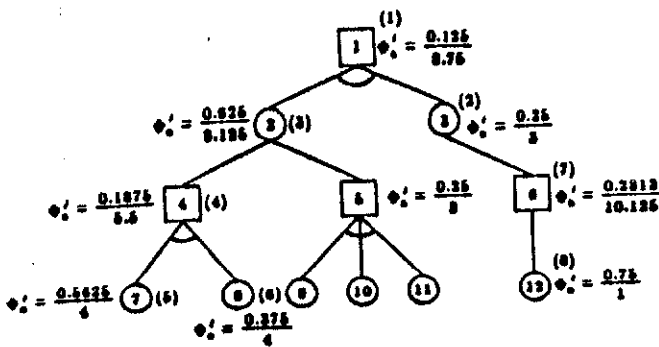 (1)
1 Φ' = 0.125/8.75
Φ' = 0.625/8.125 2 (3)
3 (2) Φ' = 0.25/3
Φ' = 0.1875/5.5 4 (4)
5 Φ' = 0.25/3
(7)
6 Φ' = 0.2813/10.125
Φ' = 0.5625/4 7 (5)
8 (6) 9 10 11
Φ' = 0.375/4
(8)
12 Φ' = 0.75/1